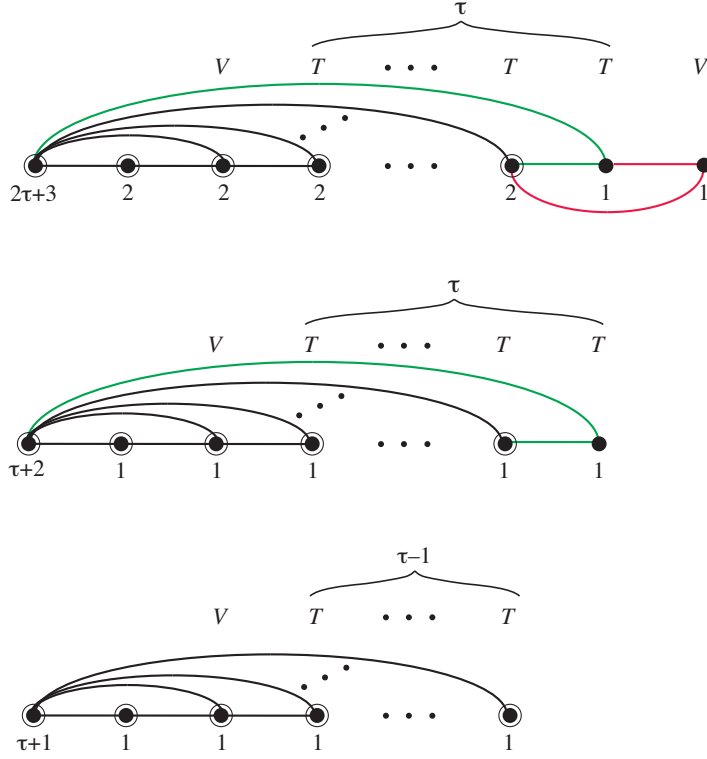 τ
V T • • • T T V
2τ+3 2 2 2 • • • 2 1 1
τ
V T • • • T T
τ+2 1 1 1 • • • 1 1
τ−1
V T • • • T
τ+1 1 1 1 • • • 1